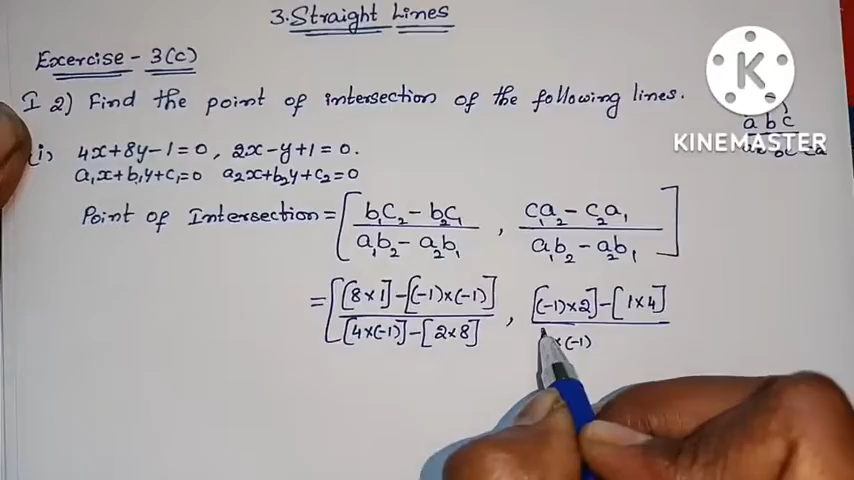 3. Straight Lines
Excercise - 3(c)
I 2) Find the point of intersection of the following lines.
(i) 4x+8y-1=0, 2x-y+1=0.
a₁x+b₁y+c₁=0 a₂x+b₂y+c₂=0
Point of Intersection = [ (b₁c₂ - b₂c₁)/(a₁b₂ - a₂b₁) , (c₁a₂ - c₂a₁)/(a₁b₂ - a₂b₁) ]
= [ ([8×1]-[(-1)×(-1)])/([4×(-1)]-[2×8]) , ([(-1)×2]-[1×4])/(×(-1)
K
KINEMASTER
a b c